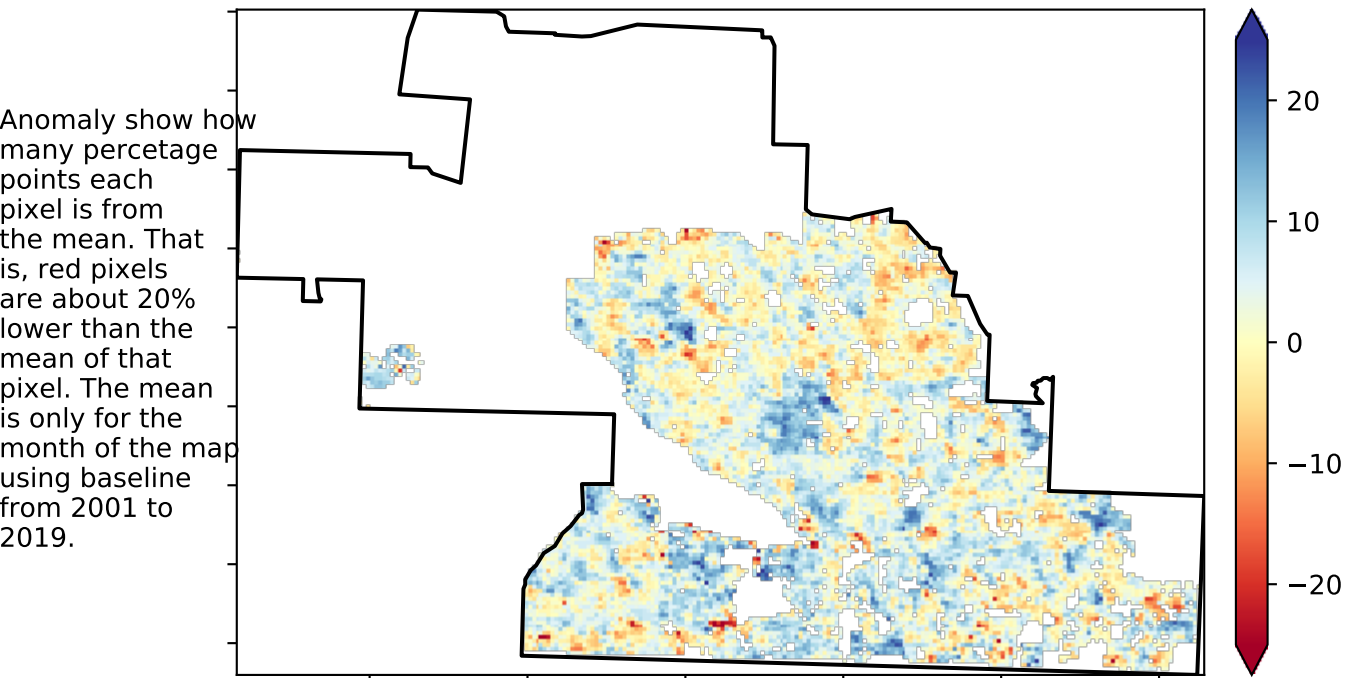 Anomaly show how
many percetage
points each
pixel is from
the mean. That
is, red pixels
are about 20%
lower than the
mean of that
pixel. The mean
is only for the
month of the map
using baseline
from 2001 to
2019.
20
10
0
−10
−20